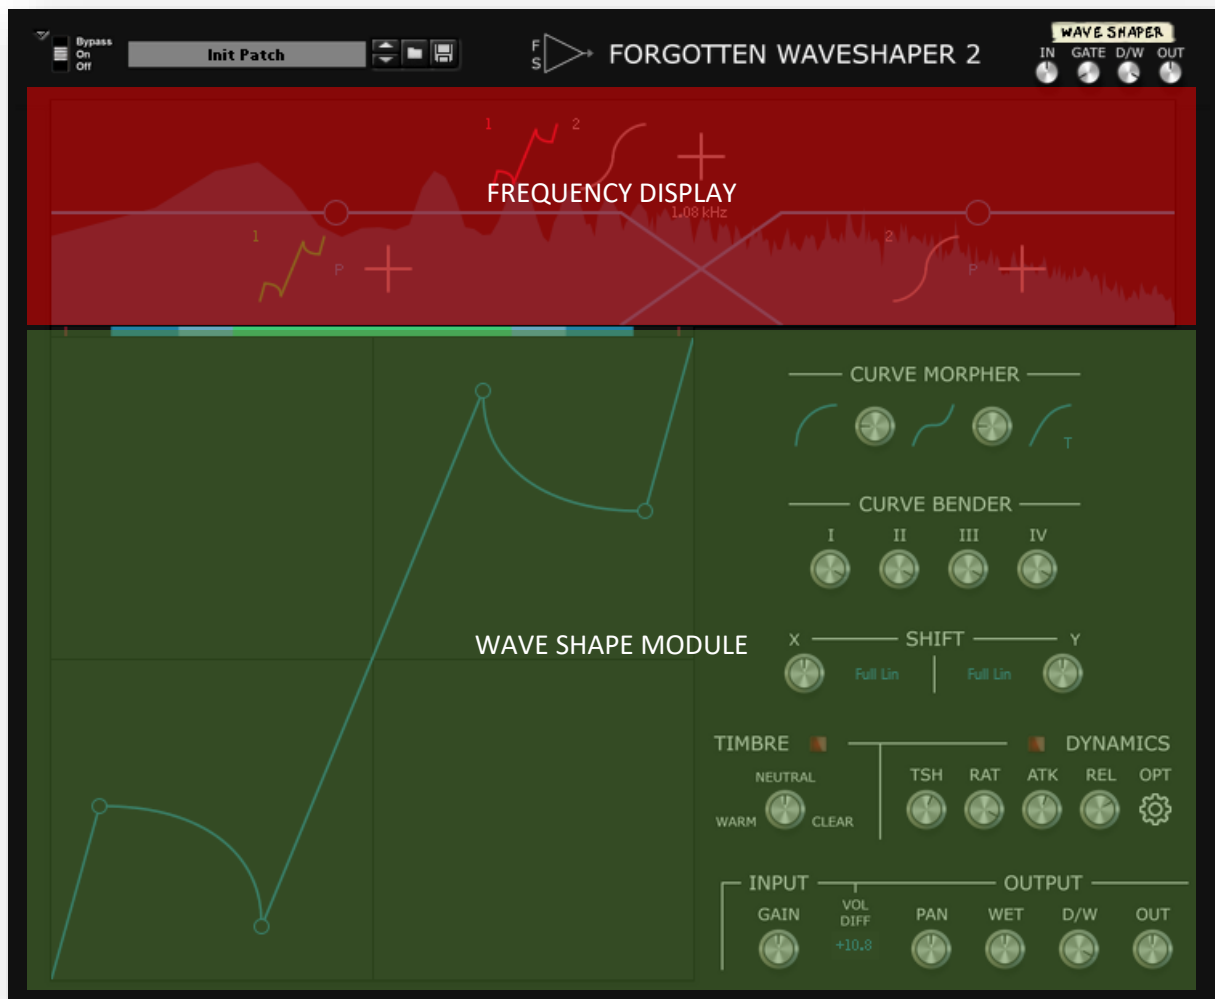 Bypass
On
Off
Init Patch
F
S
FORGOTTEN WAVESHAPER 2
WAVE SHAPER
IN GATE D/W OUT
1 2
FREQUENCY DISPLAY
1.08 kHz
1 2
P P
CURVE MORPHER
T
CURVE BENDER
I II III IV
WAVE SHAPE MODULE
X SHIFT Y
Full Lin Full Lin
TIMBRE DYNAMICS
NEUTRAL
TSH RAT ATK REL OPT
WARM CLEAR
INPUT OUTPUT
GAIN VOL DIFF PAN WET D/W OUT
+10.8